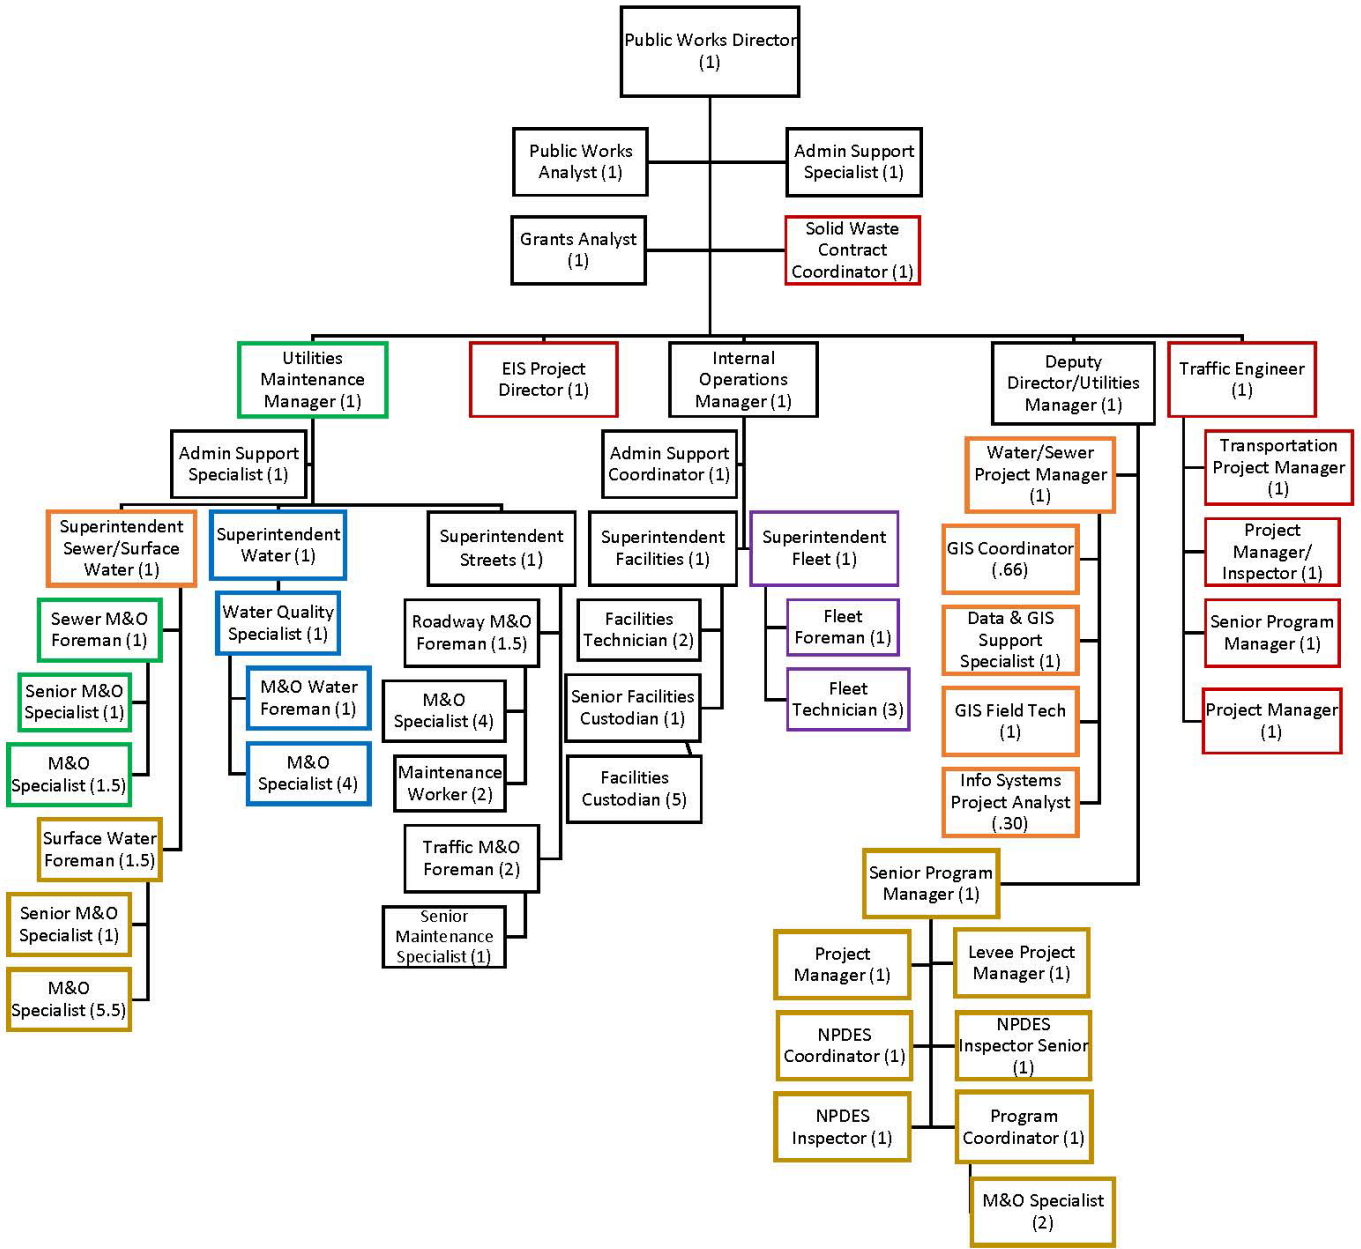 Public Works Director
(1)
Public Works
Analyst (1)
Admin Support
Specialist (1)
Grants Analyst
(1)
Solid Waste
Contract
Coordinator (1)
Utilities
Maintenance
Manager (1)
EIS Project
Director (1)
Internal
Operations
Manager (1)
Deputy
Director/Utilities
Manager (1)
Traffic Engineer
(1)
Admin Support
Specialist (1)
Superintendent
Sewer/Surface
Water (1)
Sewer M&O
Foreman (1)
Senior M&O
Specialist (1)
M&O
Specialist (1.5)
Surface Water
Foreman (1.5)
Senior M&O
Specialist (1)
M&O
Specialist (5.5)
Superintendent
Water (1)
Water Quality
Specialist (1)
M&O Water
Foreman (1)
M&O
Specialist (4)
Superintendent
Streets (1)
Roadway M&O
Foreman (1.5)
M&O
Specialist (4)
Maintenance
Worker (2)
Traffic M&O
Foreman (2)
Senior
Maintenance
Specialist (1)
Admin Support
Coordinator (1)
Superintendent
Facilities (1)
Facilities
Technician (2)
Senior Facilities
Custodian (1)
Facilities
Custodian (5)
Superintendent
Fleet (1)
Fleet
Foreman (1)
Fleet
Technician (3)
Water/Sewer
Project Manager
(1)
GIS Coordinator
(.66)
Data & GIS
Support
Specialist (1)
GIS Field Tech
(1)
Info Systems
Project Analyst
(.30)
Senior Program
Manager (1)
Project
Manager (1)
Levee Project
Manager (1)
NPDES
Coordinator (1)
NPDES
Inspector Senior
(1)
NPDES
Inspector (1)
Program
Coordinator (1)
M&O Specialist
(2)
Transportation
Project Manager
(1)
Project
Manager/
Inspector (1)
Senior Program
Manager (1)
Project Manager
(1)